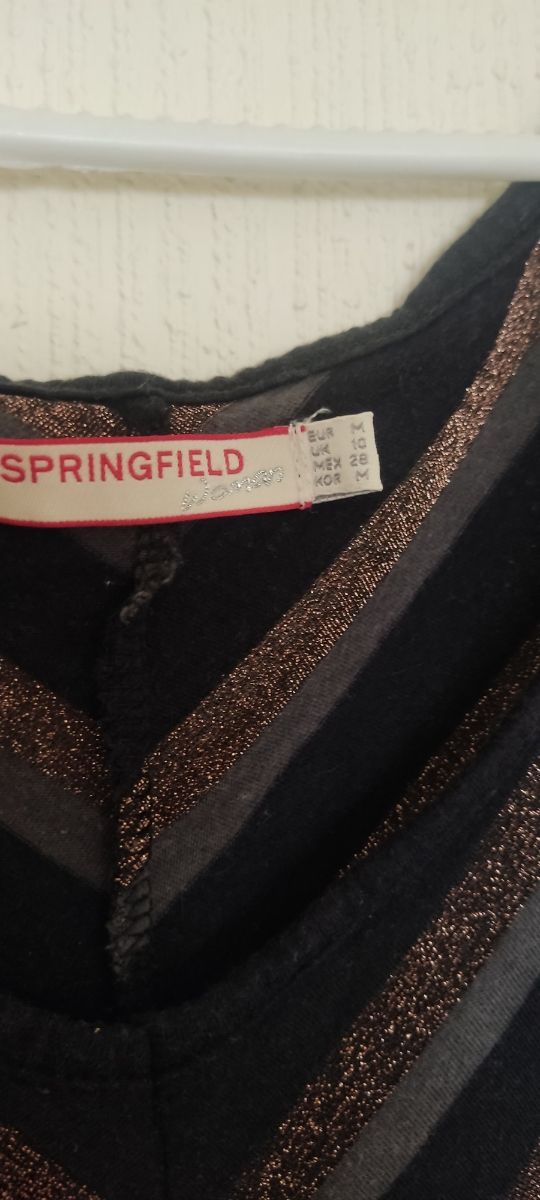 SPRINGFIELD
Woman
EUR M
UK 10
MEX 28
KOR M